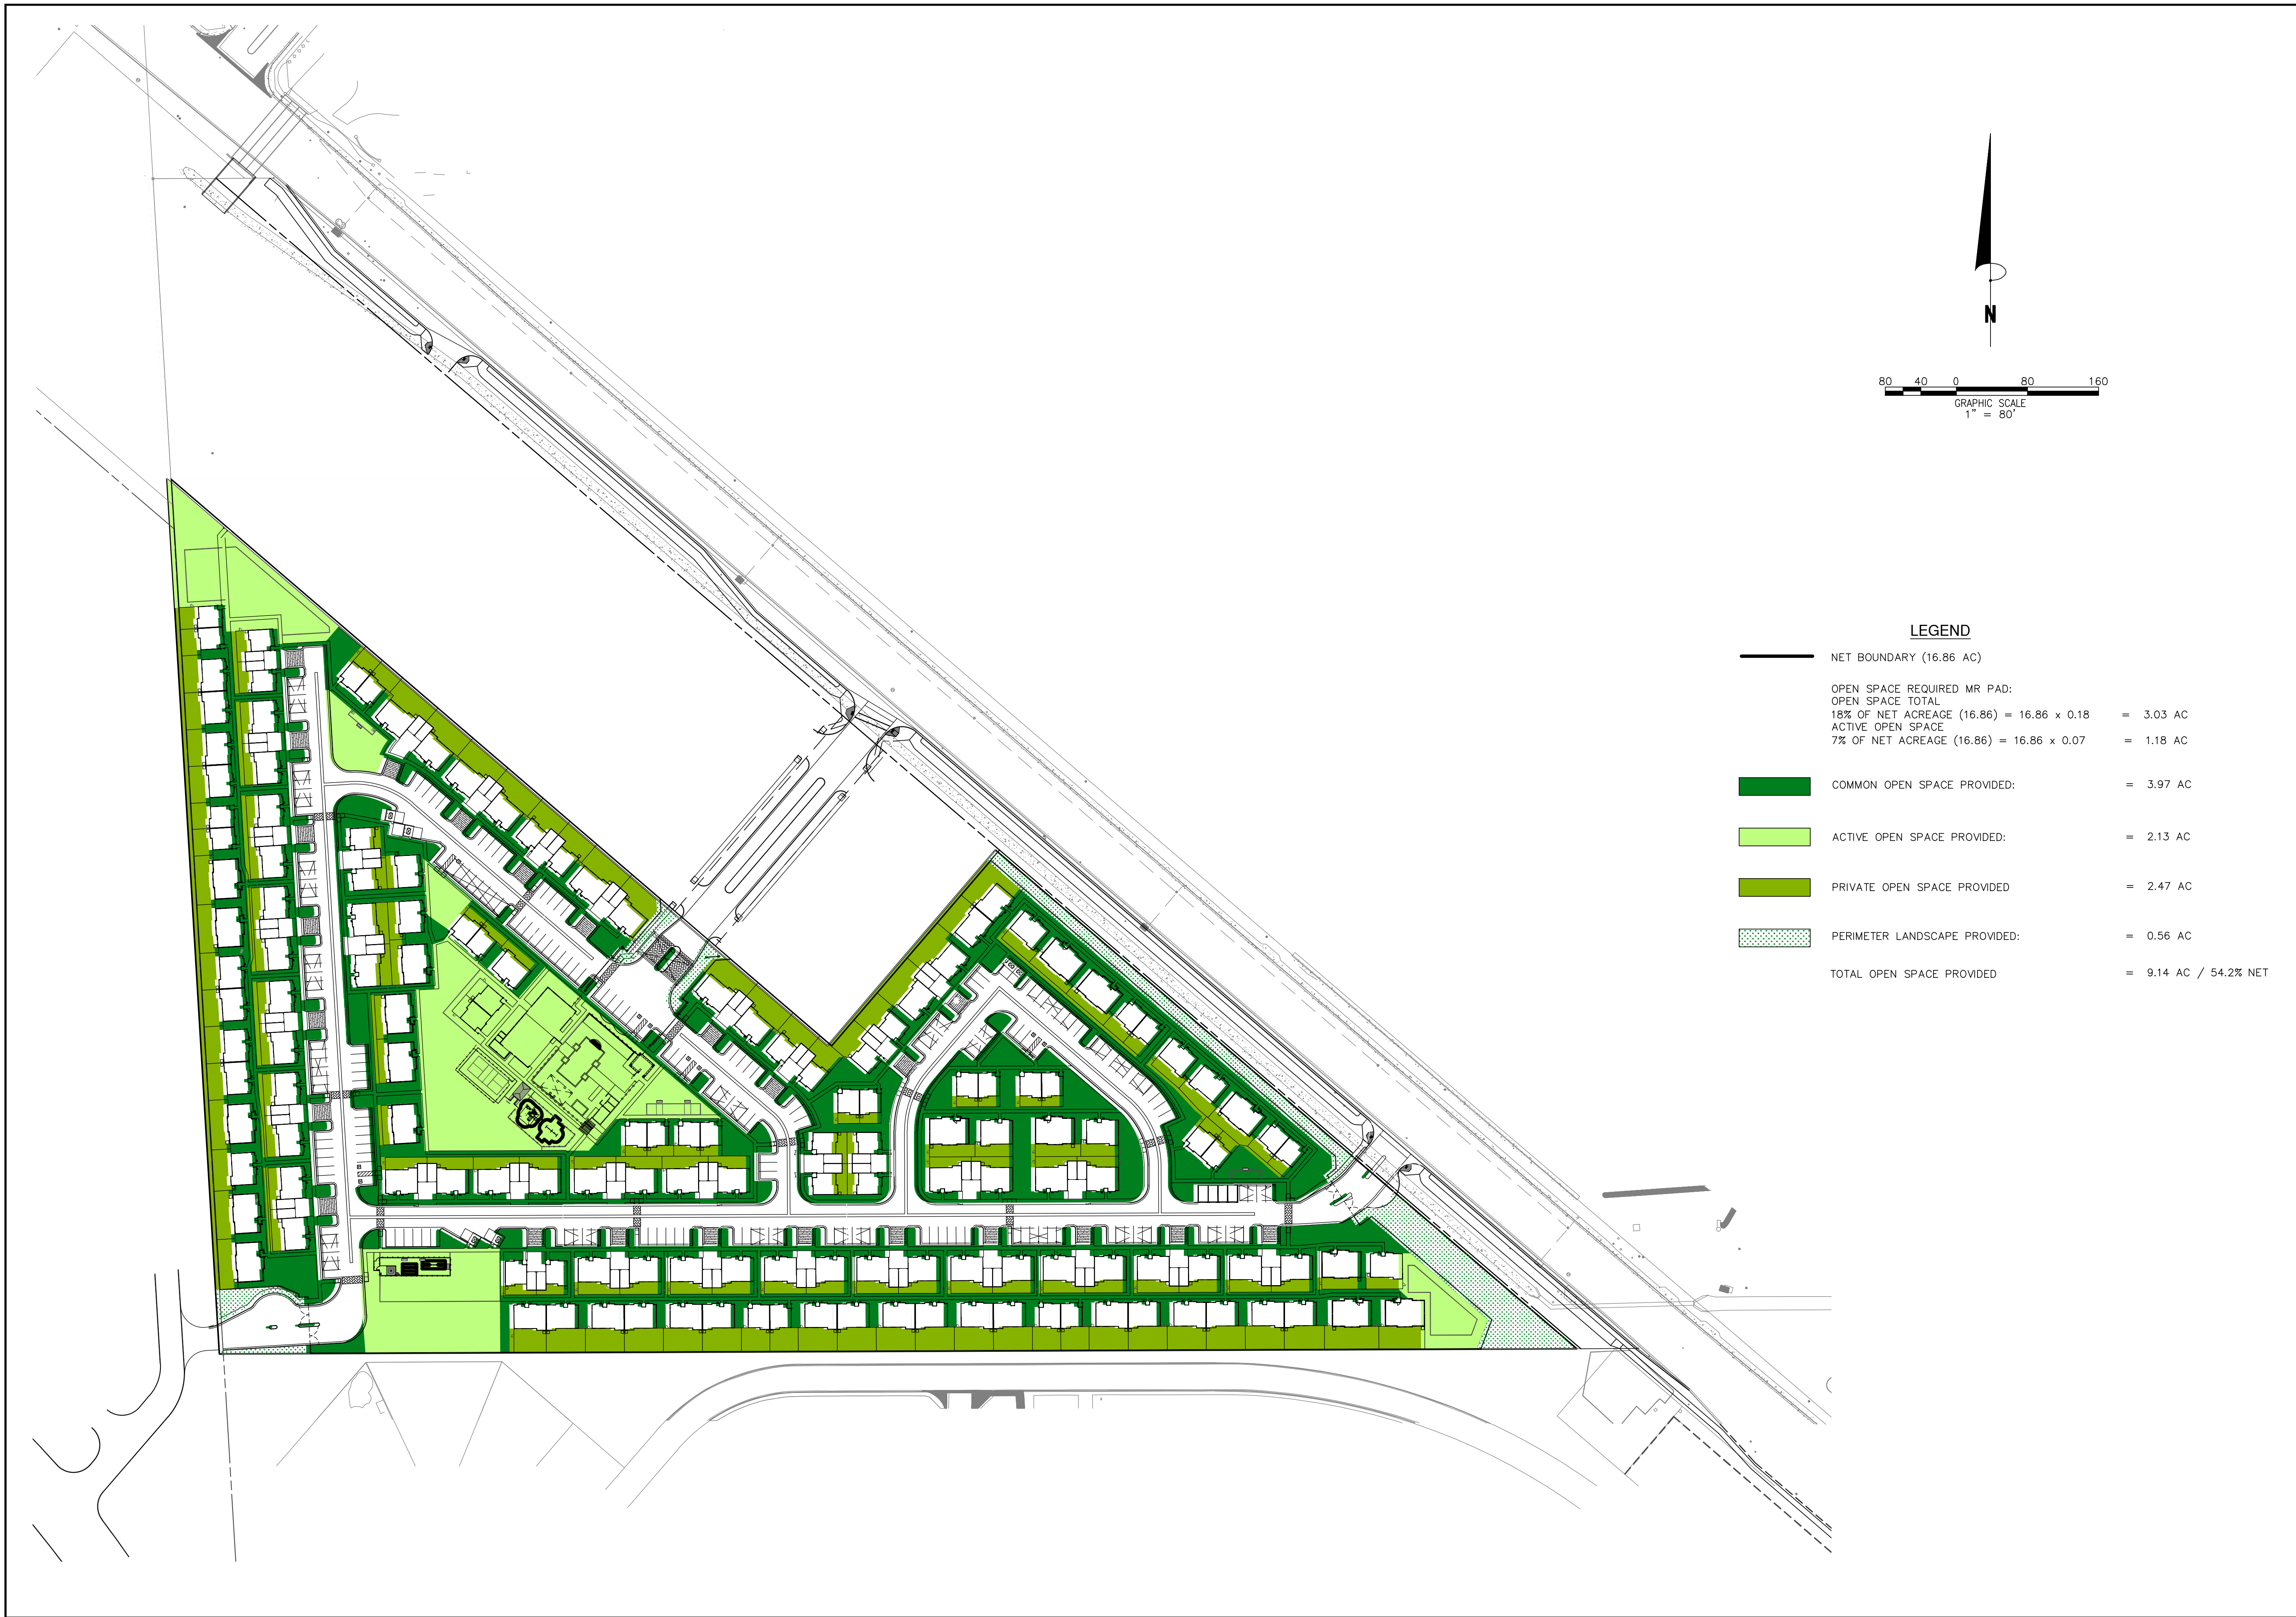 N
80 40 0 80 160
GRAPHIC SCALE
1" = 80'
LEGEND
NET BOUNDARY (16.86 AC)
OPEN SPACE REQUIRED MR PAD:
OPEN SPACE TOTAL
18% OF NET ACREAGE (16.86) = 16.86 x 0.18 = 3.03 AC
ACTIVE OPEN SPACE
7% OF NET ACREAGE (16.86) = 16.86 x 0.07 = 1.18 AC
COMMON OPEN SPACE PROVIDED: = 3.97 AC
ACTIVE OPEN SPACE PROVIDED: = 2.13 AC
PRIVATE OPEN SPACE PROVIDED = 2.47 AC
PERIMETER LANDSCAPE PROVIDED: = 0.56 AC
TOTAL OPEN SPACE PROVIDED = 9.14 AC / 54.2% NET